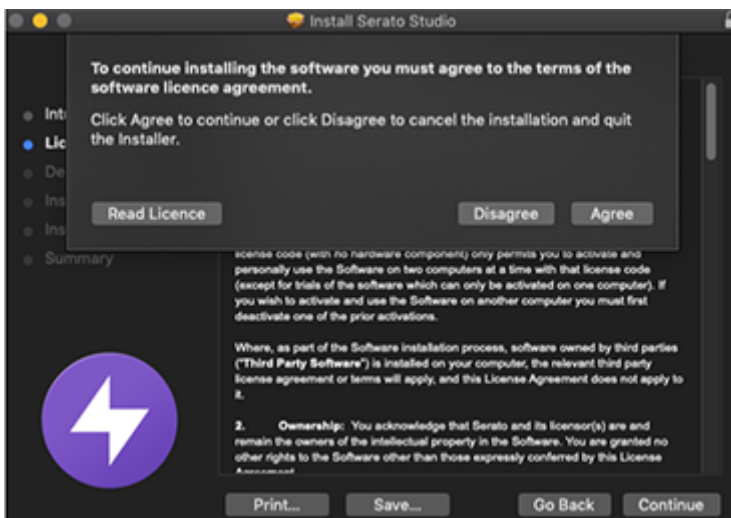 Install Serato Studio
To continue installing the software you must agree to the terms of the
software licence agreement.
Click Agree to continue or click Disagree to cancel the installation and quit
the Installer.
Read Licence
Disagree
Agree
Int
Lic
De
Ins
Ins
Summary
license code (with no hardware component) only permits you to activate and
personally use the Software on two computers at a time with that license code
(except for trials of the software which can only be activated on one computer). If
you wish to activate and use the Software on another computer you must first
deactivate one of the prior activations.
Where, as part of the Software installation process, software owned by third parties
("Third Party Software") is installed on your computer, the relevant third party
license agreement or terms will apply, and this License Agreement does not apply to
it.
2. Ownership: You acknowledge that Serato and its licensor(s) are and
remain the owners of the intellectual property in the Software. You are granted no
other rights to the Software other than those expressly conferred by this License
Agreement
Print...
Save...
Go Back
Continue